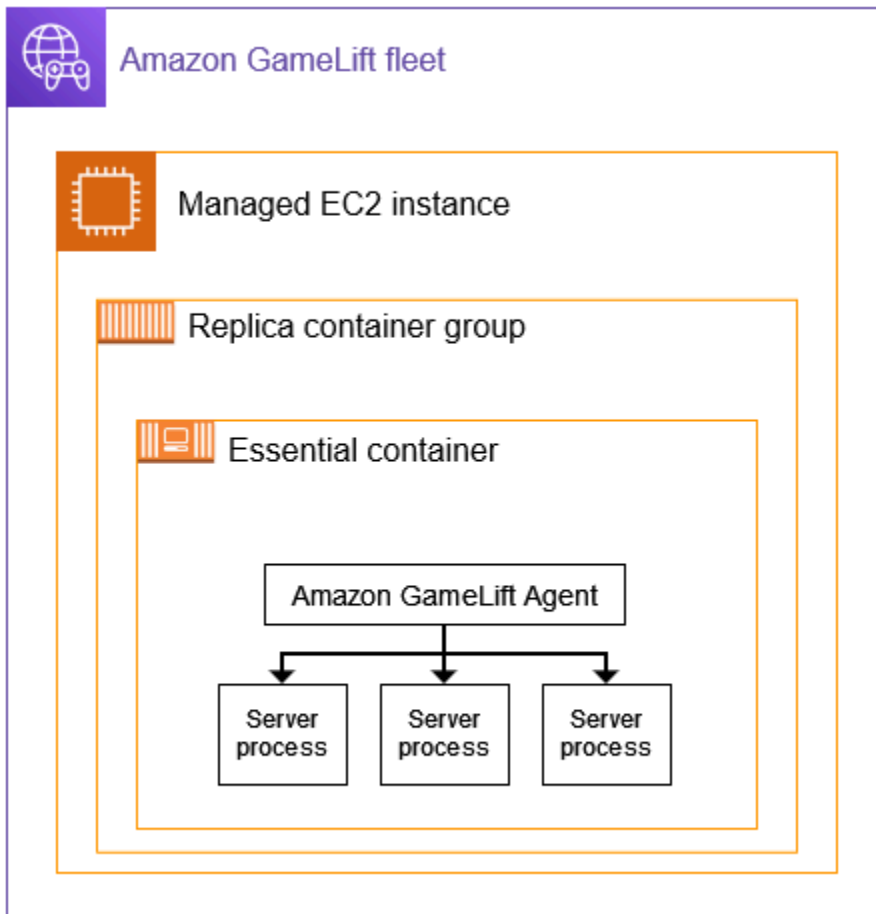 Amazon GameLift fleet
Managed EC2 instance
Replica container group
Essential container
Amazon GameLift Agent
Server
process
Server
process
Server
process